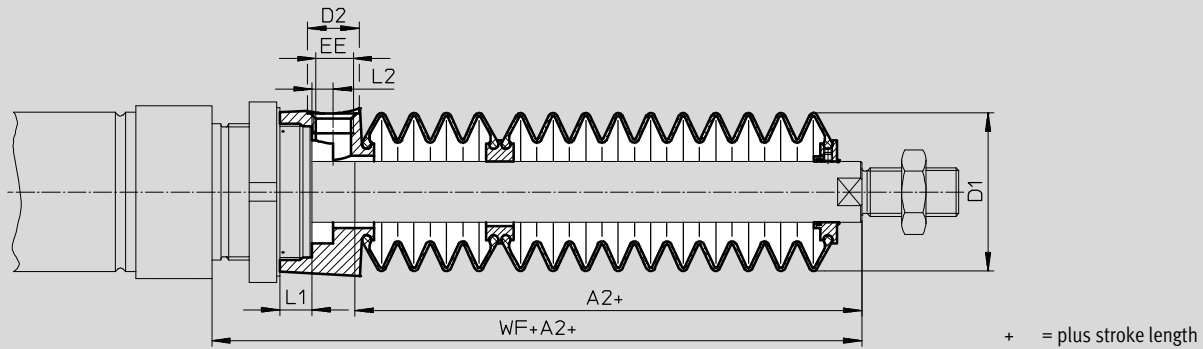 D2
EE
L2
D1
L1
A2+
WF+A2+
+ = plus stroke length